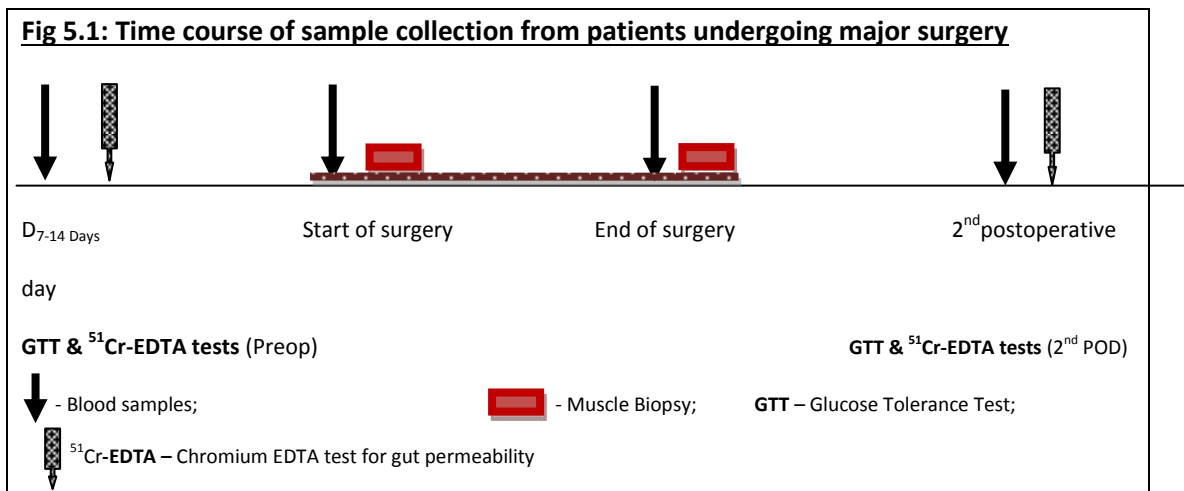 Fig 5.1: Time course of sample collection from patients undergoing major surgery
D7-14 Days Start of surgery End of surgery 2nd postoperative
day
GTT & 51Cr-EDTA tests (Preop) GTT & 51Cr-EDTA tests (2nd POD)
- Blood samples; - Muscle Biopsy; GTT – Glucose Tolerance Test;
51Cr-EDTA – Chromium EDTA test for gut permeability